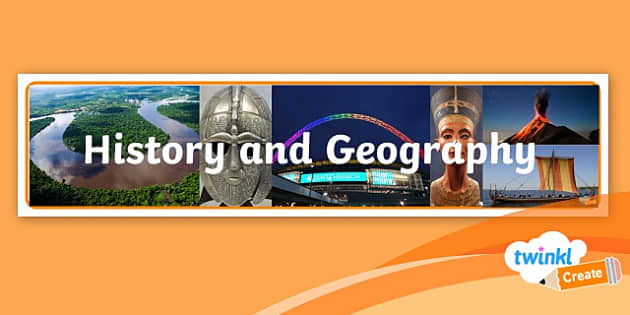 History and Geography
twinkl
Create